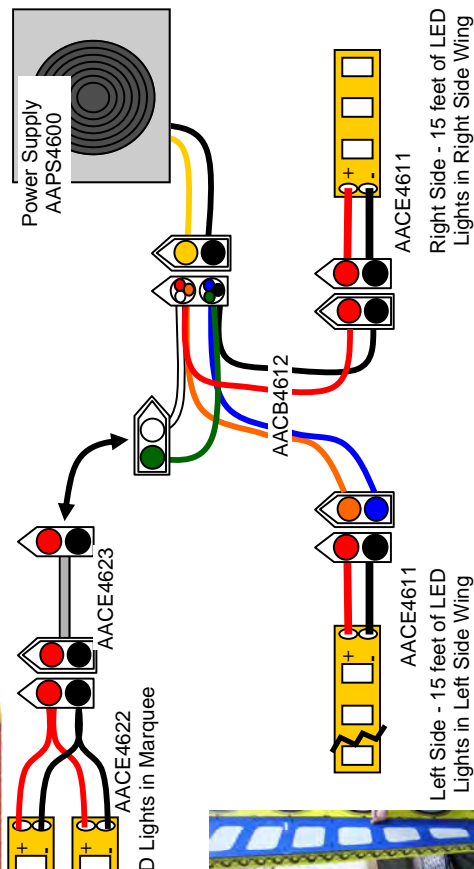 Power Supply
AAPS4600
+
-
AACE4611
Right Side - 15 feet of LED
Lights in Right Side Wing
AACB4612
AACE4623
+
-
AACE4611
Left Side - 15 feet of LED
Lights in Left Side Wing
+
-
+
-
AACE4622
D Lights in Marquee